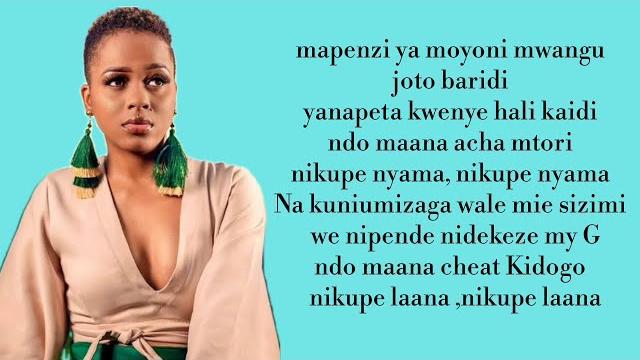 mapenzi ya moyoni mwangu
joto baridi
yanapeta kwenye hali kaidi
ndo maana acha mtori
nikupe nyama, nikupe nyama
Na kuniumizaga wale mie sizimi
we nipende nidekeze my G
ndo maana cheat Kidogo
nikupe laana ,nikupe laana